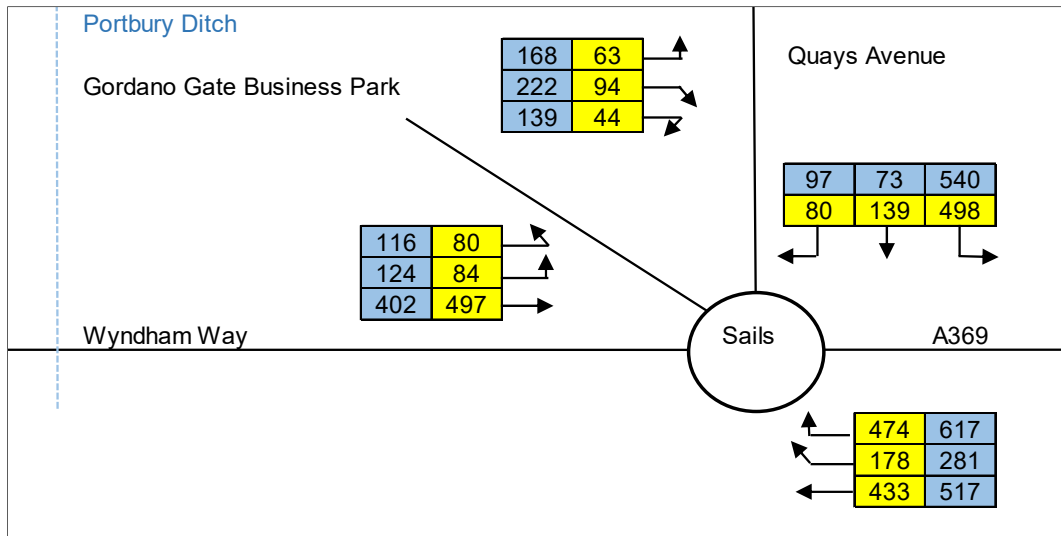 Portbury Ditch
Gordano Gate Business Park
168 63
222 94
139 44
Quays Avenue
97 73 540
80 139 498
116 80
124 84
402 497
Wyndham Way
Sails
A369
474 617
178 281
433 517